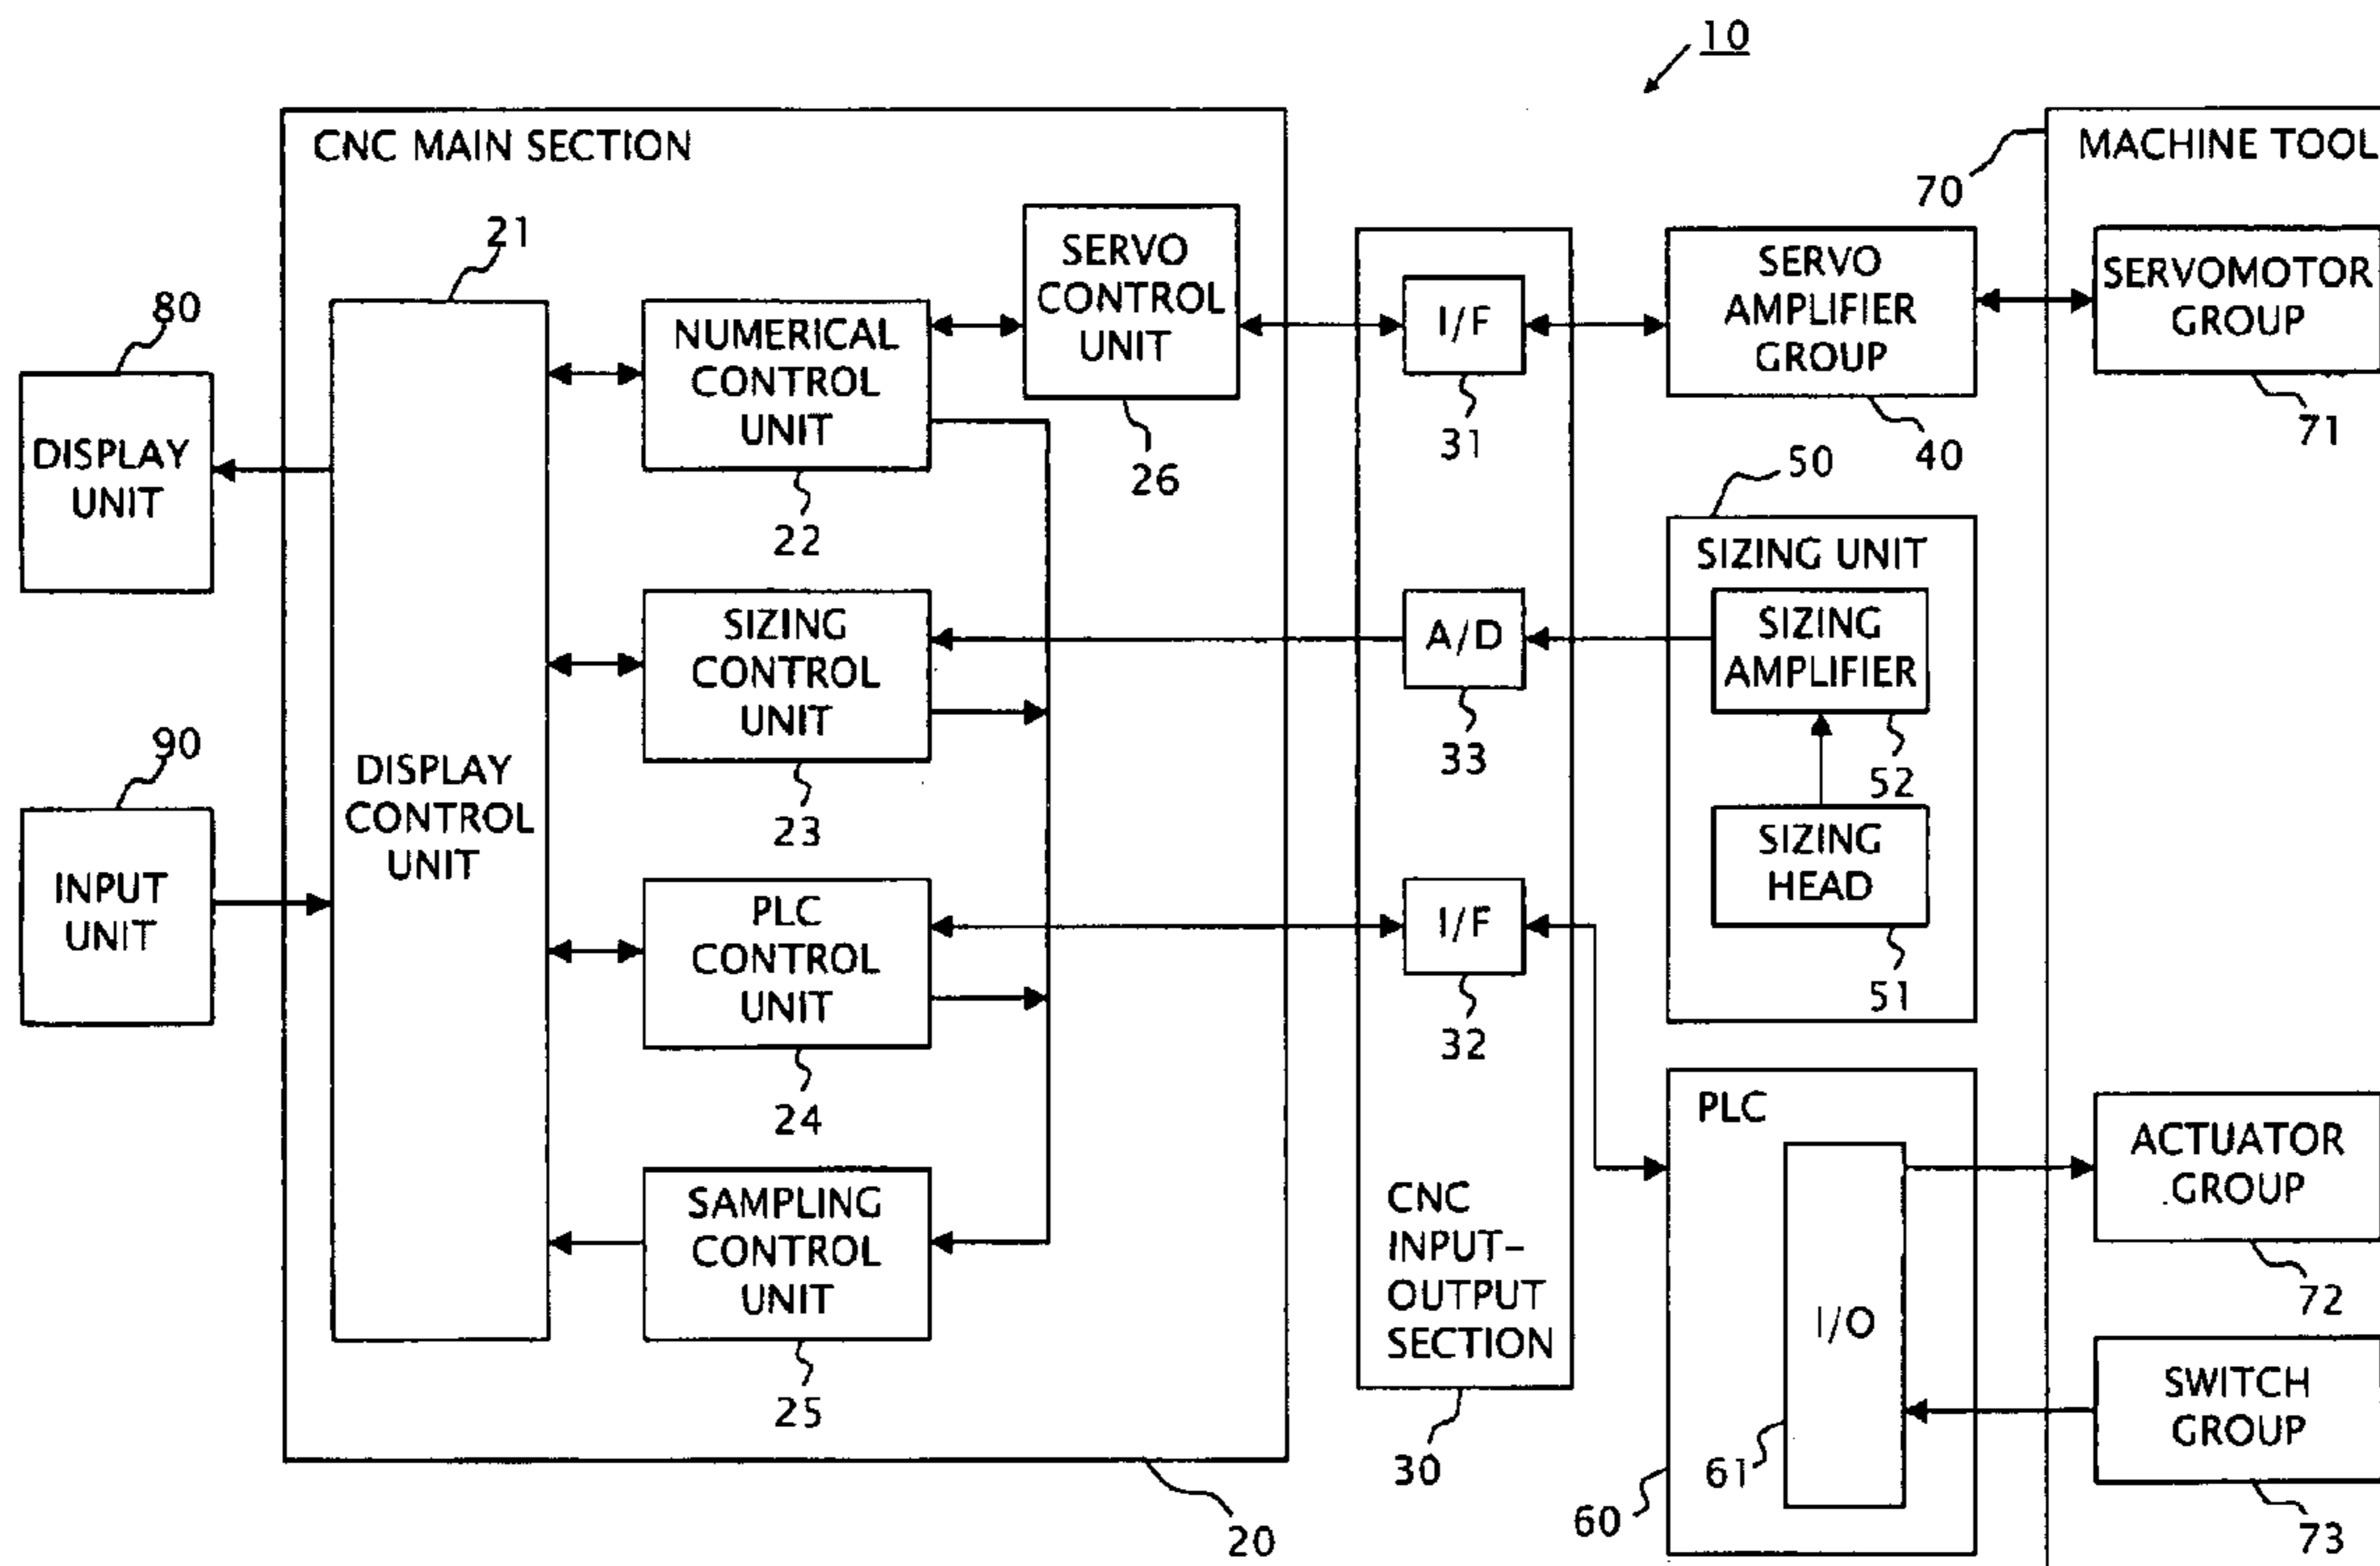 10
CNC MAIN SECTION
MACHINE TOOL
70
21
SERVO
CONTROL
UNIT
26
I/F
31
SERVO
AMPLIFIER
GROUP
40
SERVOMOTOR
GROUP
71
80
DISPLAY
UNIT
NUMERICAL
CONTROL
UNIT
22
50
SIZING UNIT
SIZING
AMPLIFIER
52
SIZING
HEAD
51
SIZING
CONTROL
UNIT
23
A/D
33
90
INPUT
UNIT
DISPLAY
CONTROL
UNIT
PLC
CONTROL
UNIT
24
I/F
32
PLC
I/O
61
60
ACTUATOR
GROUP
72
SAMPLING
CONTROL
UNIT
25
CNC
INPUT-
OUTPUT
SECTION
30
SWITCH
GROUP
73
20